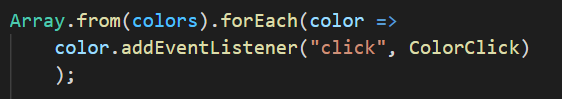 Array.from(colors).forEach(color =>
    color.addEventListener("click", ColorClick)
    );